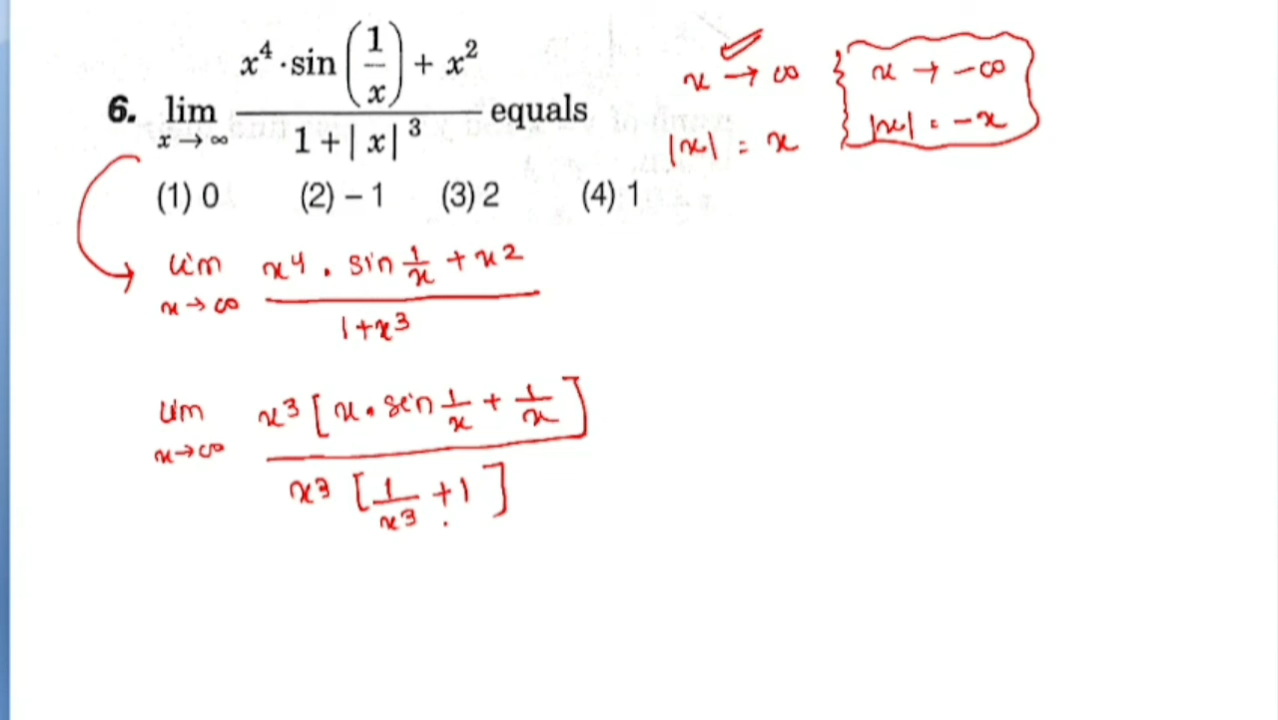 6. lim x→∞ (x⁴·sin(1/x) + x²)/(1+|x|³) equals
(1) 0 (2) – 1 (3) 2 (4) 1
x → ∞
|x| = x
x → -∞
|x| = -x
lim x→∞ (x⁴ . sin 1/x + x²)/(1+x³)
lim x→∞ x³[x . sin 1/x + 1/x]/x³[1/x³ + 1]